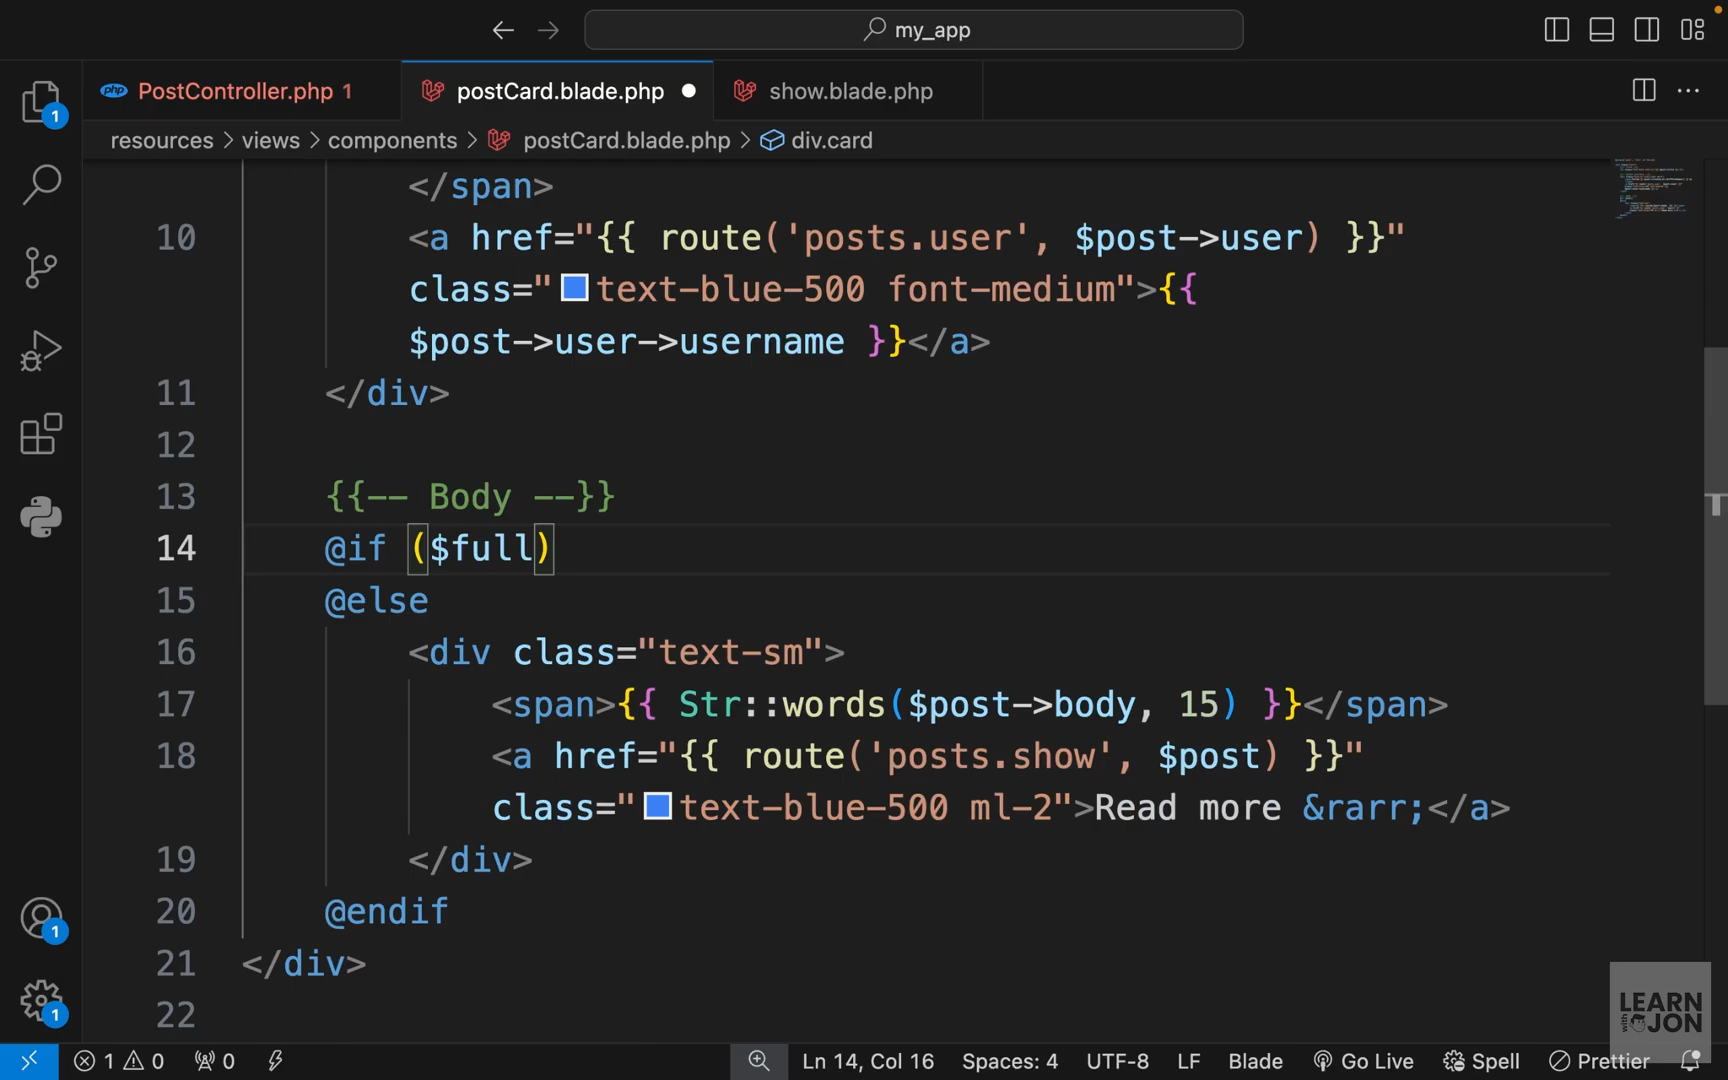 my_app
PostController.php 1
postCard.blade.php
show.blade.php
resources > views > components > postCard.blade.php > div.card
</span>
10 <a href="{{ route('posts.user', $post->user) }}"
class="text-blue-500 font-medium">{{
$post->user->username }}</a>
11 </div>
12
13 {{-- Body --}}
14 @if ($full)
15 @else
16 <div class="text-sm">
17 <span>{{ Str::words($post->body, 15) }}</span>
18 <a href="{{ route('posts.show', $post) }}"
class="text-blue-500 ml-2">Read more &rarr;</a>
19 </div>
20 @endif
21 </div>
22
1
1
1
php
LEARN
with JON
1 0 0 Ln 14, Col 16 Spaces: 4 UTF-8 LF Blade Go Live Spell Prettier